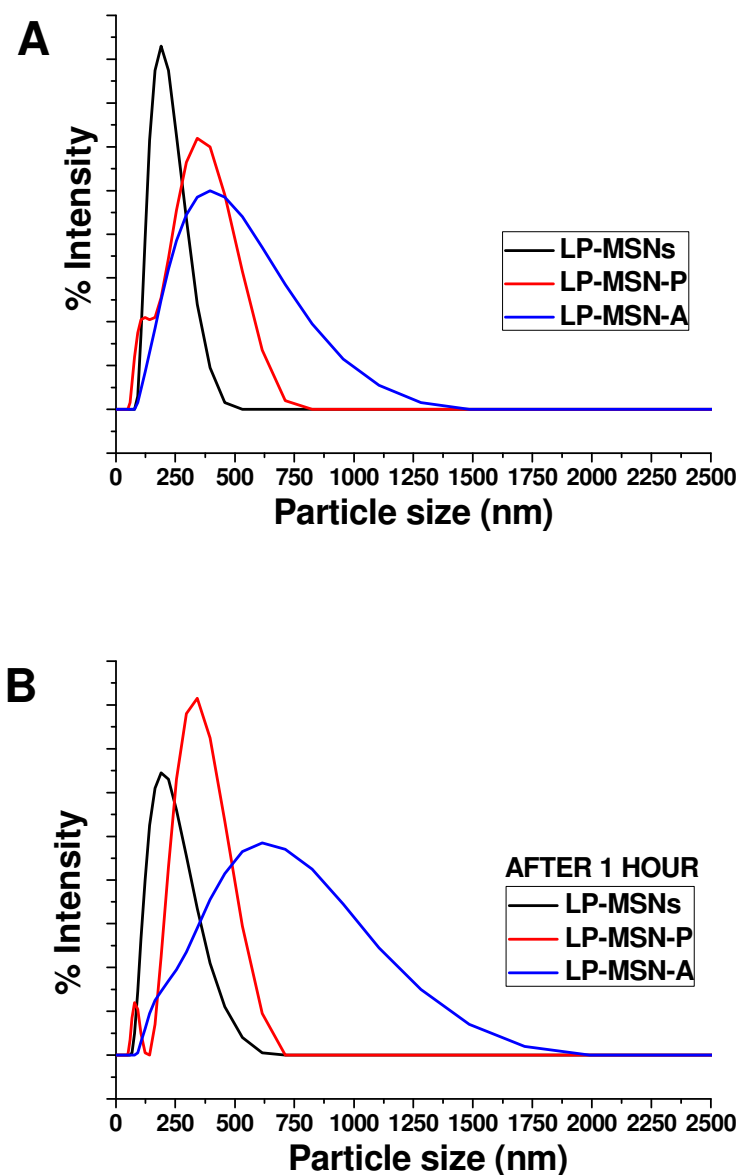 A
% Intensity
LP-MSNs
LP-MSN-P
LP-MSN-A
0 250 500 750 1000 1250 1500 1750 2000 2250 2500
Particle size (nm)
B
% Intensity
AFTER 1 HOUR
LP-MSNs
LP-MSN-P
LP-MSN-A
0 250 500 750 1000 1250 1500 1750 2000 2250 2500
Particle size (nm)